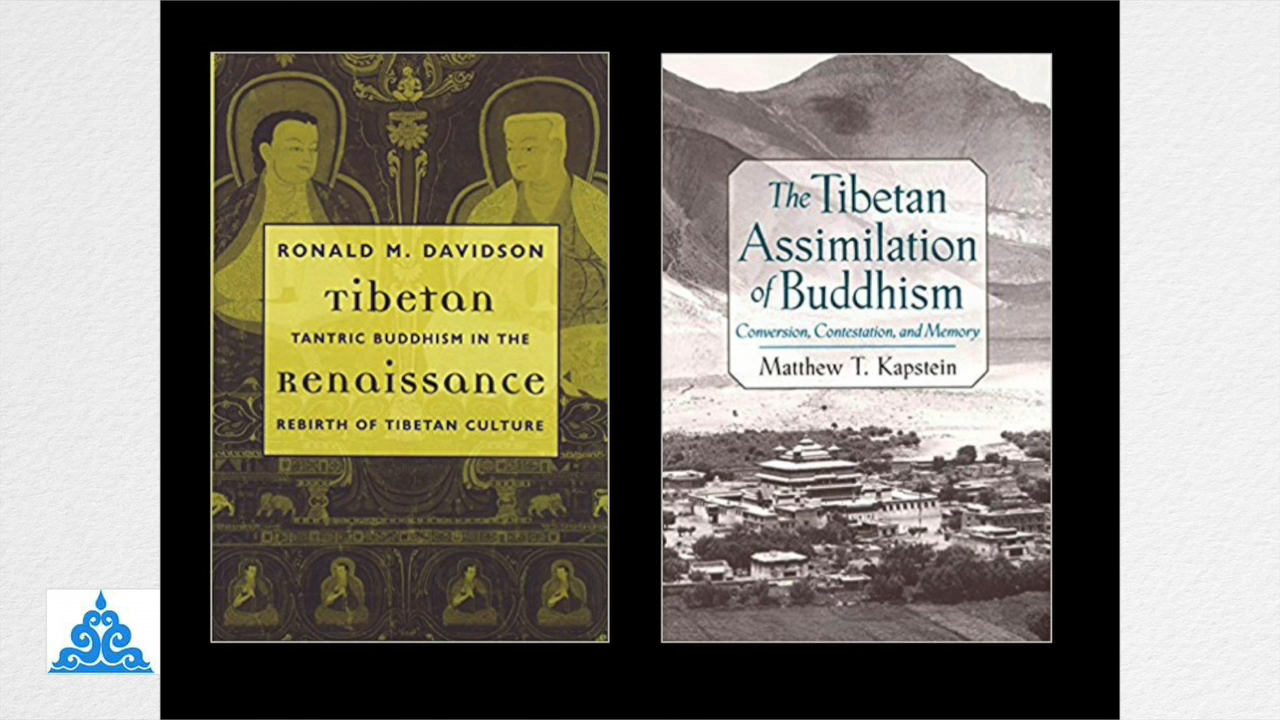 RONALD M. DAVIDSON
Tibetan
TANTRIC BUDDHISM IN THE
Renaissance
REBIRTH OF TIBETAN CULTURE
The Tibetan
Assimilation
of Buddhism
Conversion, Contestation, and Memory
Matthew T. Kapstein